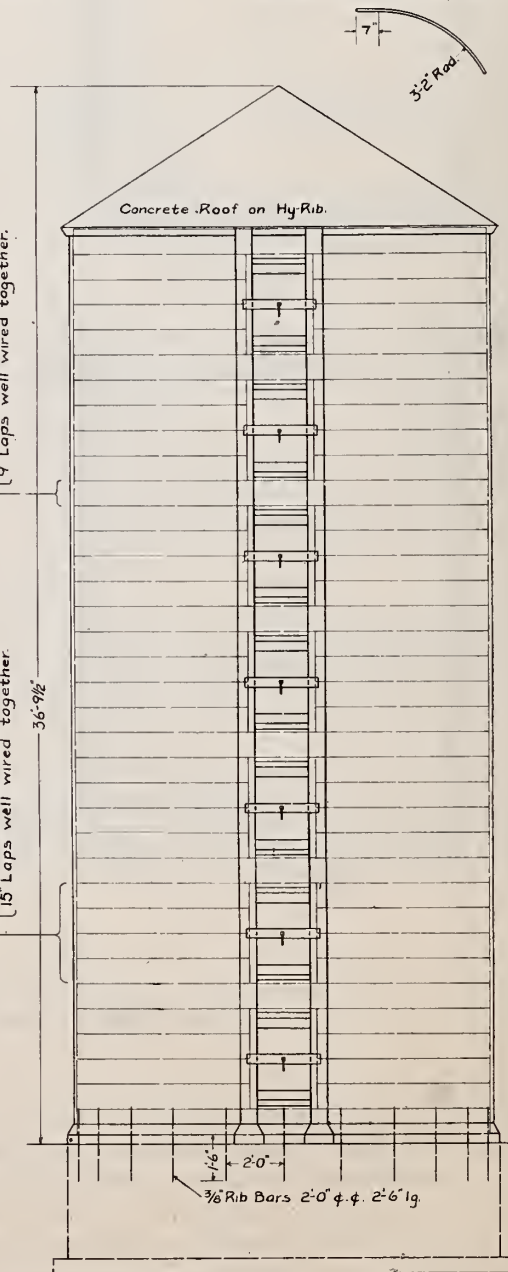 7"
3'-2" Rad.
Concrete Roof on Hy-Rib.
Laps well wired together.
36'-9½"
15" Laps well wired together.
1'-6"
2'-0"
3/8" Rib Bars 2'-0" ¢.¢. 2'-6" lg.